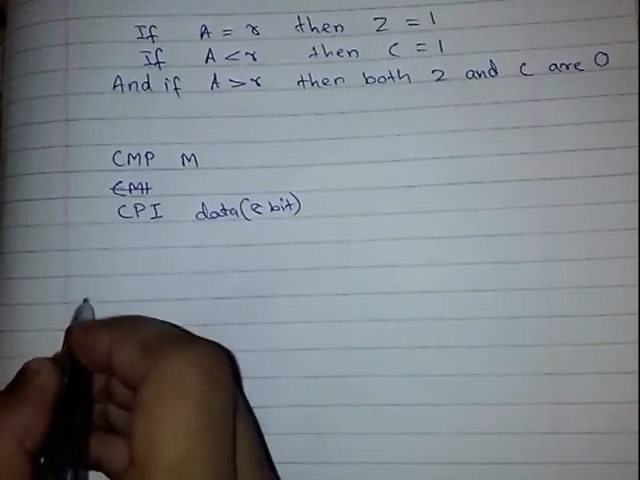 If A = r then Z = 1
If A < r then C = 1
And if A > r then both Z and C are 0
CMP M
CPI data (8 bit)